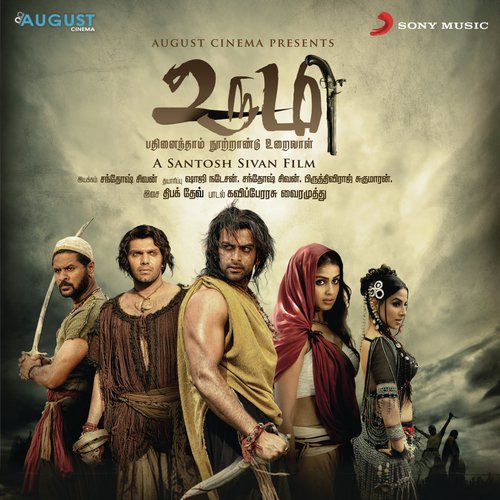 AUGUST
CINEMA
SONY MUSIC
AUGUST CINEMA PRESENTS
உறுமி
பதினைந்தாம் நூற்றாண்டு உறைவாள்
A SANTOSH SIVAN FILM
இயக்கம் சந்தோஷ் சிவன் தயாரிப்பு ஷாஜி நடேசன். சந்தோஷ் சிவன். பிருத்திவிராஜ் சுகுமாரன்.
இசை தீபக் தேவ் பாடல் கவிப்பேரரசு வைரமுத்து